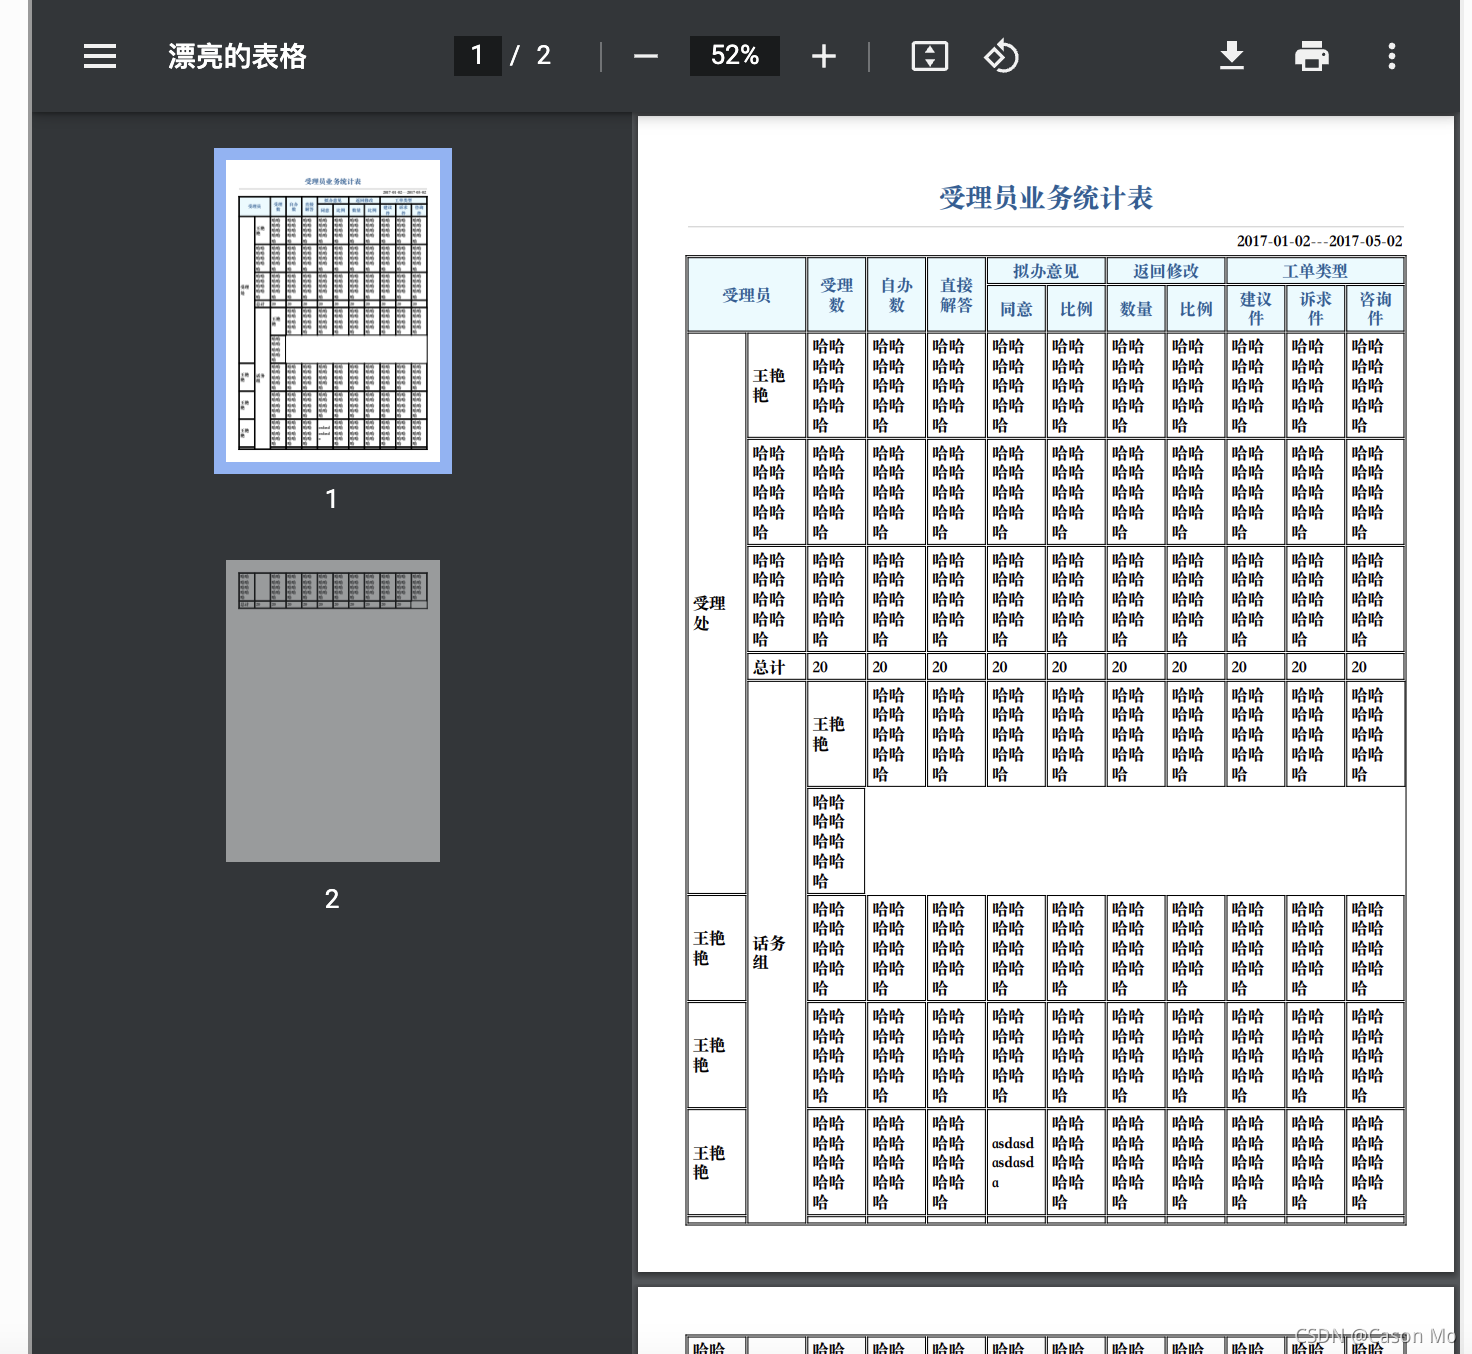 漂亮的表格 1 / 2 52%
1
2
受理员业务统计表
2017-01-02---2017-05-02
受理员 受理数 自办数 直接解答 拟办意见 返回修改 工单类型
同意 比例 数量 比例 建议件 诉求件 咨询件
受理处 王艳艳 哈哈哈哈哈哈哈哈哈 哈哈哈哈哈哈哈哈哈 哈哈哈哈哈哈哈哈哈 哈哈哈哈哈哈哈哈哈 哈哈哈哈哈哈哈哈哈 哈哈哈哈哈哈哈哈哈 哈哈哈哈哈哈哈哈哈 哈哈哈哈哈哈哈哈哈 哈哈哈哈哈哈哈哈哈 哈哈哈哈哈哈哈哈哈
哈哈哈哈哈哈哈哈哈 哈哈哈哈哈哈哈哈哈 哈哈哈哈哈哈哈哈哈 哈哈哈哈哈哈哈哈哈 哈哈哈哈哈哈哈哈哈 哈哈哈哈哈哈哈哈哈 哈哈哈哈哈哈哈哈哈 哈哈哈哈哈哈哈哈哈 哈哈哈哈哈哈哈哈哈 哈哈哈哈哈哈哈哈哈 哈哈哈哈哈哈哈哈哈
哈哈哈哈哈哈哈哈哈 哈哈哈哈哈哈哈哈哈 哈哈哈哈哈哈哈哈哈 哈哈哈哈哈哈哈哈哈 哈哈哈哈哈哈哈哈哈 哈哈哈哈哈哈哈哈哈 哈哈哈哈哈哈哈哈哈 哈哈哈哈哈哈哈哈哈 哈哈哈哈哈哈哈哈哈 哈哈哈哈哈哈哈哈哈 哈哈哈哈哈哈哈哈哈
总计 20 20 20 20 20 20 20 20 20 20
话务组 王艳艳 哈哈哈哈哈哈哈哈哈 哈哈哈哈哈哈哈哈哈 哈哈哈哈哈哈哈哈哈 哈哈哈哈哈哈哈哈哈 哈哈哈哈哈哈哈哈哈 哈哈哈哈哈哈哈哈哈 哈哈哈哈哈哈哈哈哈 哈哈哈哈哈哈哈哈哈 哈哈哈哈哈哈哈哈哈
哈哈哈哈哈哈哈哈哈
王艳艳 哈哈哈哈哈哈哈哈哈 哈哈哈哈哈哈哈哈哈 哈哈哈哈哈哈哈哈哈 哈哈哈哈哈哈哈哈哈 哈哈哈哈哈哈哈哈哈 哈哈哈哈哈哈哈哈哈 哈哈哈哈哈哈哈哈哈 哈哈哈哈哈哈哈哈哈 哈哈哈哈哈哈哈哈哈 哈哈哈哈哈哈哈哈哈
王艳艳 哈哈哈哈哈哈哈哈哈 哈哈哈哈哈哈哈哈哈 哈哈哈哈哈哈哈哈哈 哈哈哈哈哈哈哈哈哈 哈哈哈哈哈哈哈哈哈 哈哈哈哈哈哈哈哈哈 哈哈哈哈哈哈哈哈哈 哈哈哈哈哈哈哈哈哈 哈哈哈哈哈哈哈哈哈 哈哈哈哈哈哈哈哈哈
王艳艳 哈哈哈哈哈哈哈哈哈 哈哈哈哈哈哈哈哈哈 哈哈哈哈哈哈哈哈哈 asdasdasdasda 哈哈哈哈哈哈哈哈哈 哈哈哈哈哈哈哈哈哈 哈哈哈哈哈哈哈哈哈 哈哈哈哈哈哈哈哈哈 哈哈哈哈哈哈哈哈哈 哈哈哈哈哈哈哈哈哈
哈哈 哈哈 哈哈 哈哈 哈哈 哈哈 哈哈 哈哈 哈哈 哈哈 哈哈
CSDN @Cason Mo